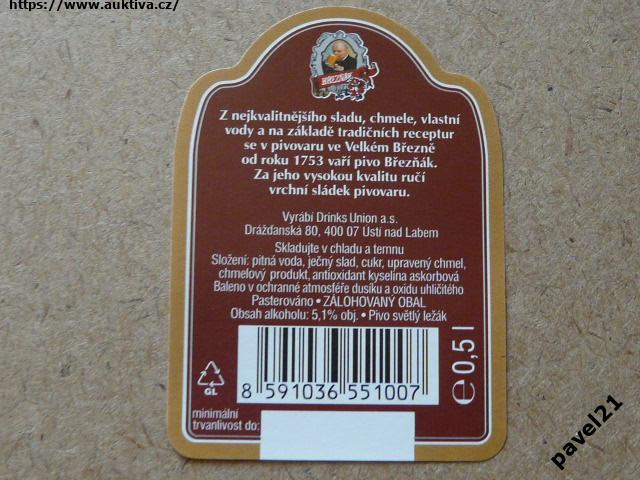 https://www.auktiva.cz/
BŘEZŇÁK
Z nejkvalitnějšího sladu, chmele, vlastní
vody a na základě tradičních receptur
se v pivovaru ve Velkém Březně
od roku 1753 vaří pivo Březňák.
Za jeho vysokou kvalitu ručí
vrchní sládek pivovaru.
Vyrábí Drinks Union a.s.
Drážďanská 80, 400 07 Ústí nad Labem
Skladujte v chladu a temnu
Složení: pitná voda, ječný slad, cukr, upravený chmel,
chmelový produkt, antioxidant kyselina askorbová
Baleno v ochranné atmosféře dusíku a oxidu uhličitého
Pasterováno • ZÁLOHOVANÝ OBAL
Obsah alkoholu: 5,1% obj. • Pivo světlý ležák
8 591036 551007
e 0,5 l
GL
minimální
trvanlivost do:
pavel21